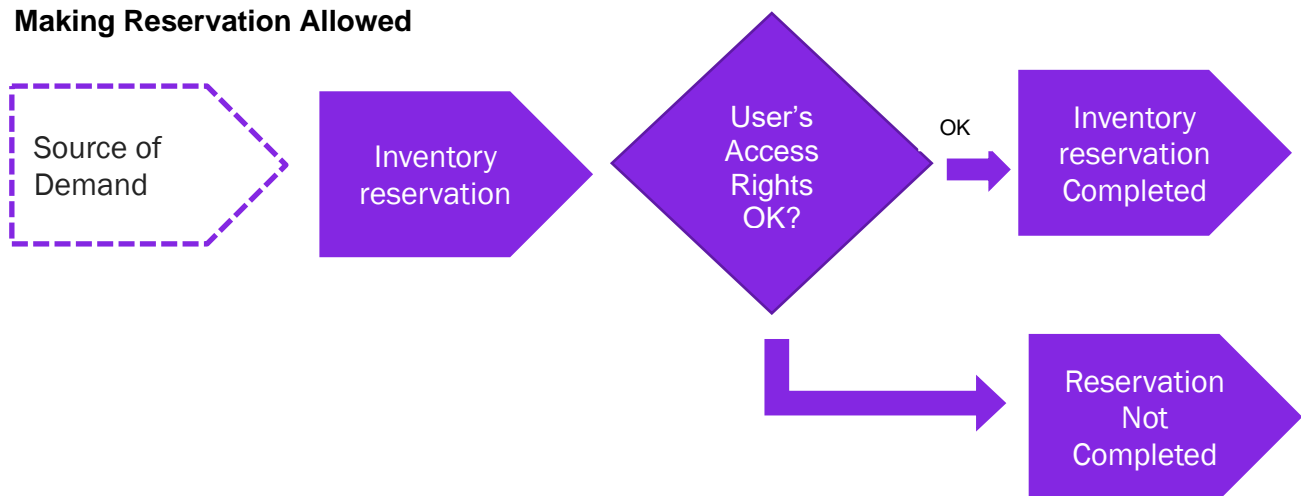 Making Reservation Allowed
Source of
Demand
Inventory
reservation
User's
Access
Rights
OK?
OK
Inventory
reservation
Completed
Reservation
Not
Completed